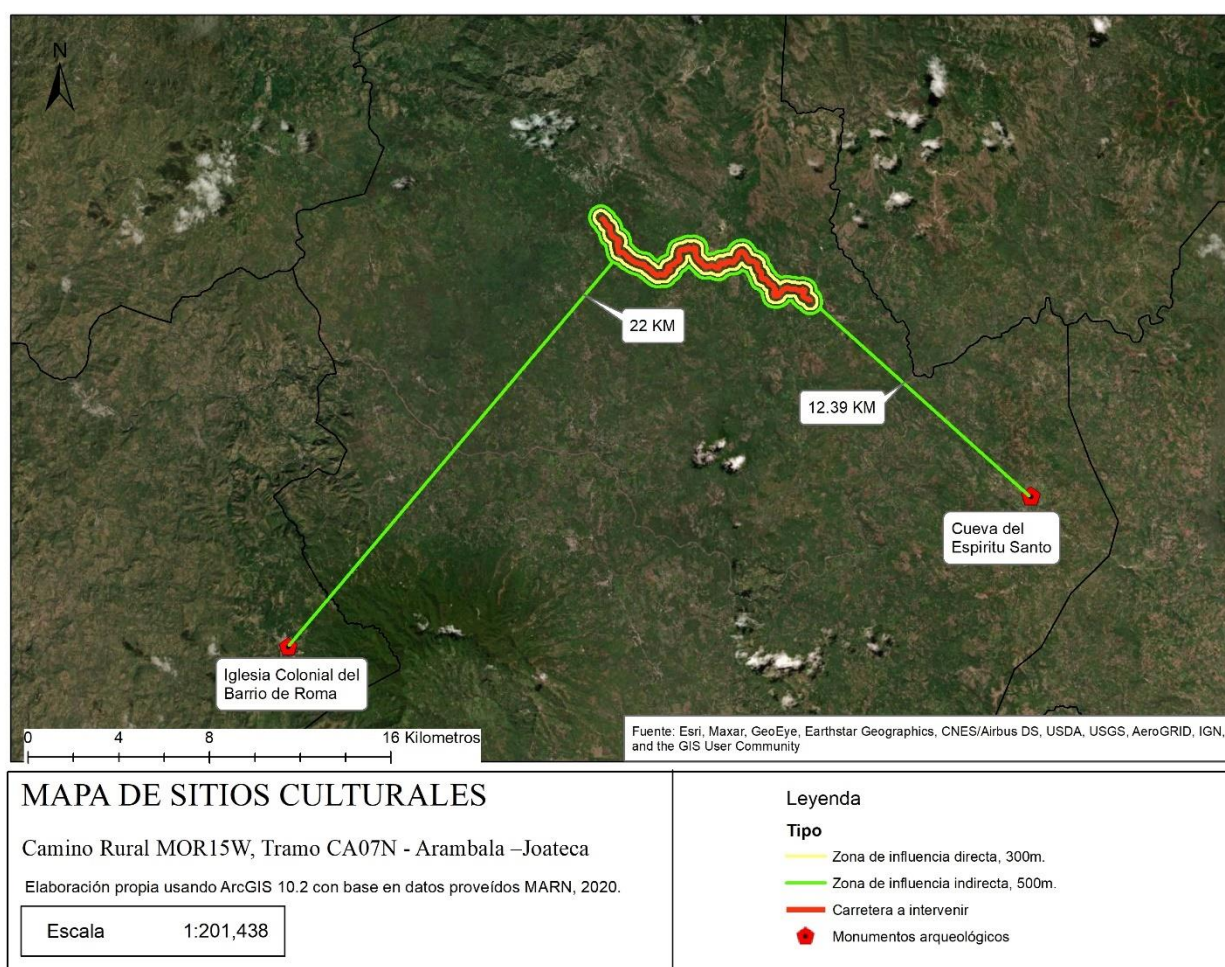 N
22 KM
12.39 KM
Cueva del
Espiritu Santo
Iglesia Colonial del
Barrio de Roma
0 4 8 16 Kilometros
Fuente: Esri, Maxar, GeoEye, Earthstar Geographics, CNES/Airbus DS, USDA, USGS, AeroGRID, IGN,
and the GIS User Community
MAPA DE SITIOS CULTURALES
Camino Rural MOR15W, Tramo CA07N - Arambala –Joateca
Elaboración propia usando ArcGIS 10.2 con base en datos proveídos MARN, 2020.
Escala 1:201,438
Leyenda
Tipo
Zona de influencia directa, 300m.
Zona de influencia indirecta, 500m.
Carretera a intervenir
Monumentos arqueológicos